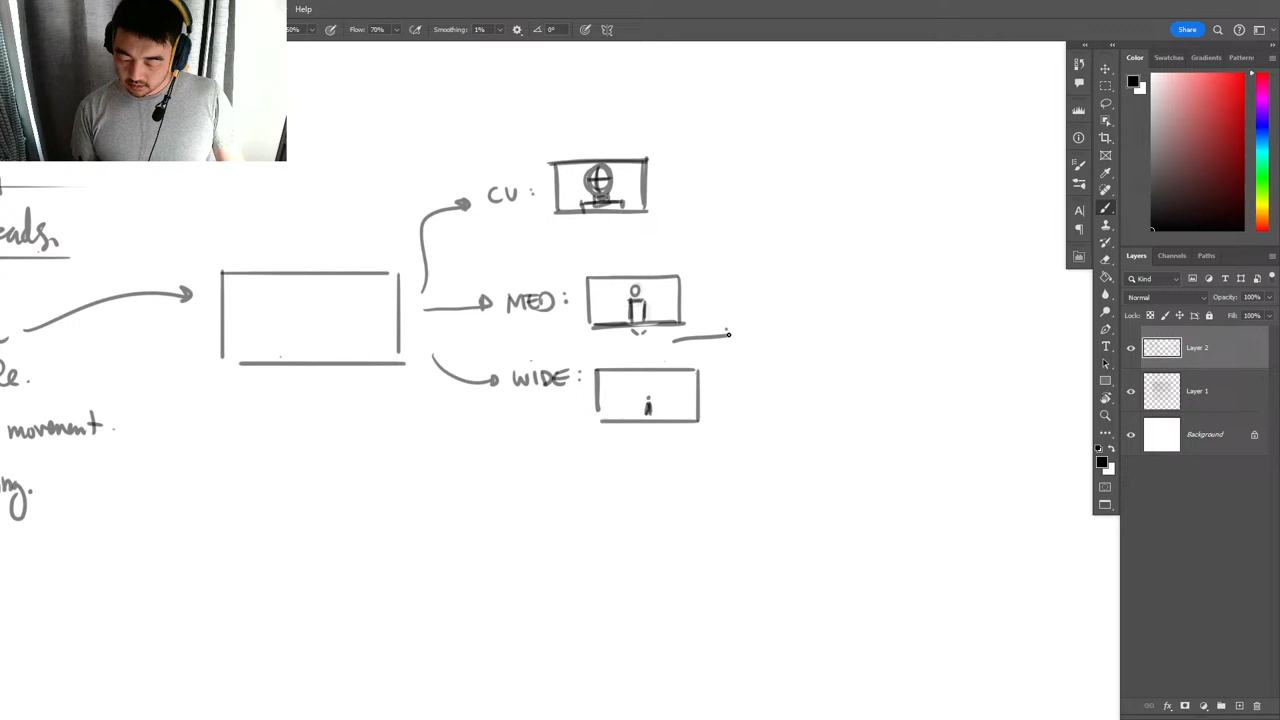 Help
50%
Flow: 70%
Smoothing: 1%
0°
Share
Color
Swatches
Gradients
Pattern
CU :
MED :
WIDE :
movement.
Layers
Channels
Paths
Kind
Normal
Opacity: 100%
Lock:
Fill: 100%
Layer 2
Layer 1
Background